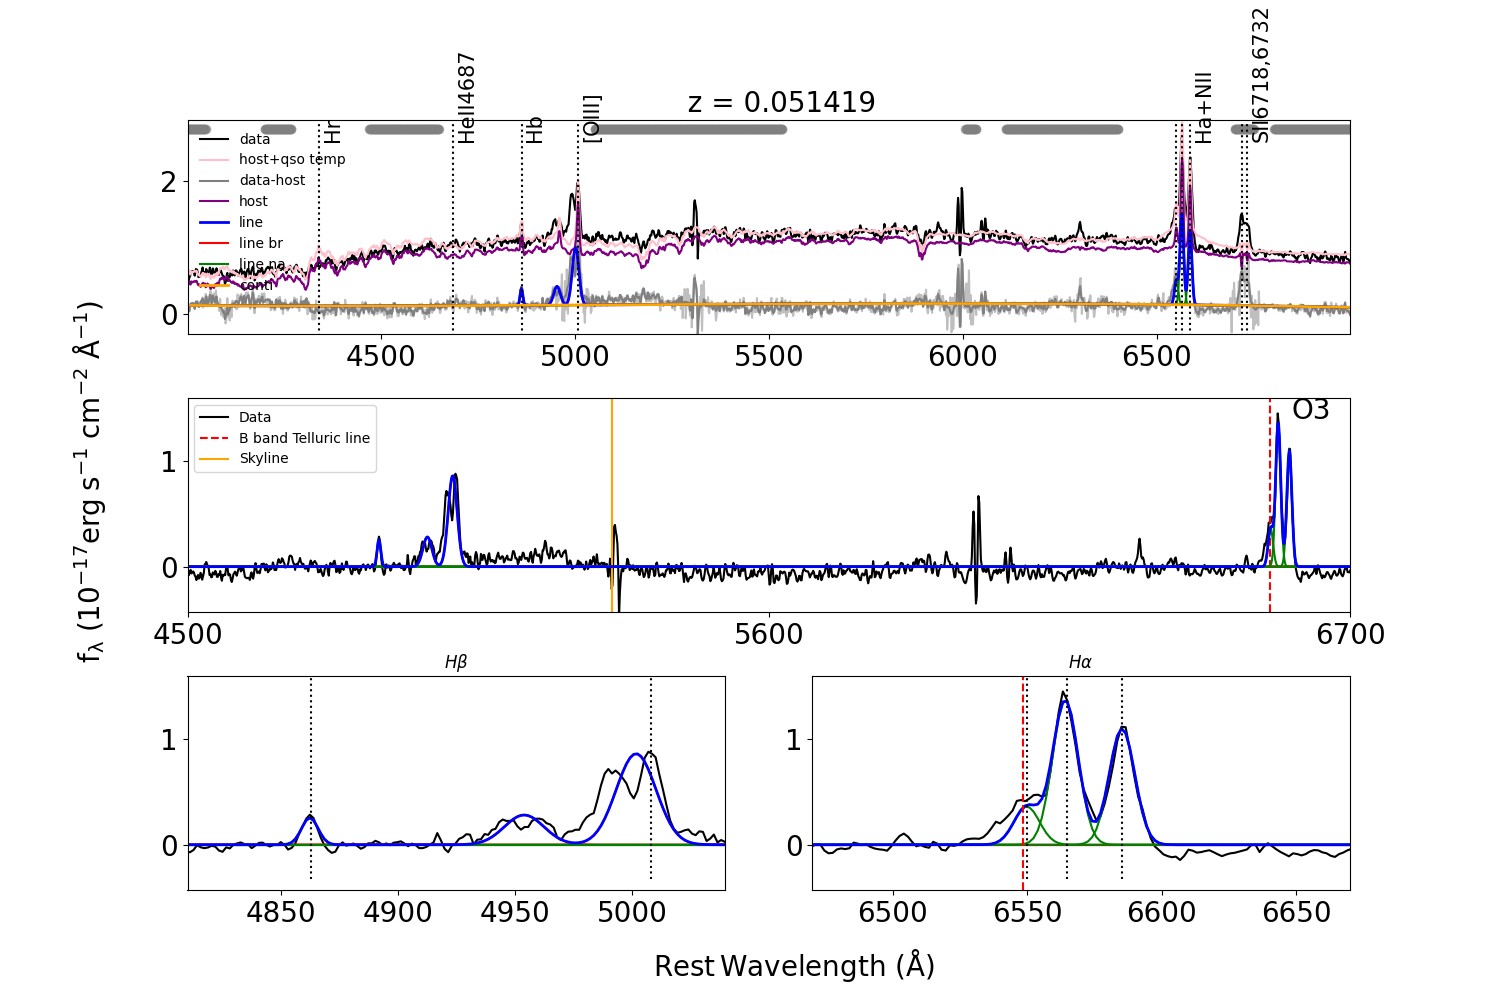 z = 0.051419
Hr
HeII4687
Hb
[OIII]
Ha+NII
SII6718,6732
data
host+qso temp
data-host
host
line
line br
line na
conti
2
0
4500
5000
5500
6000
6500
fλ (10−17erg s−1 cm−2 Å−1)
O3
Data
B band Telluric line
Skyline
1
0
4500
5600
6700
Hβ
1
0
4850
4900
4950
5000
Hα
1
0
6500
6550
6600
6650
Rest Wavelength (Å)